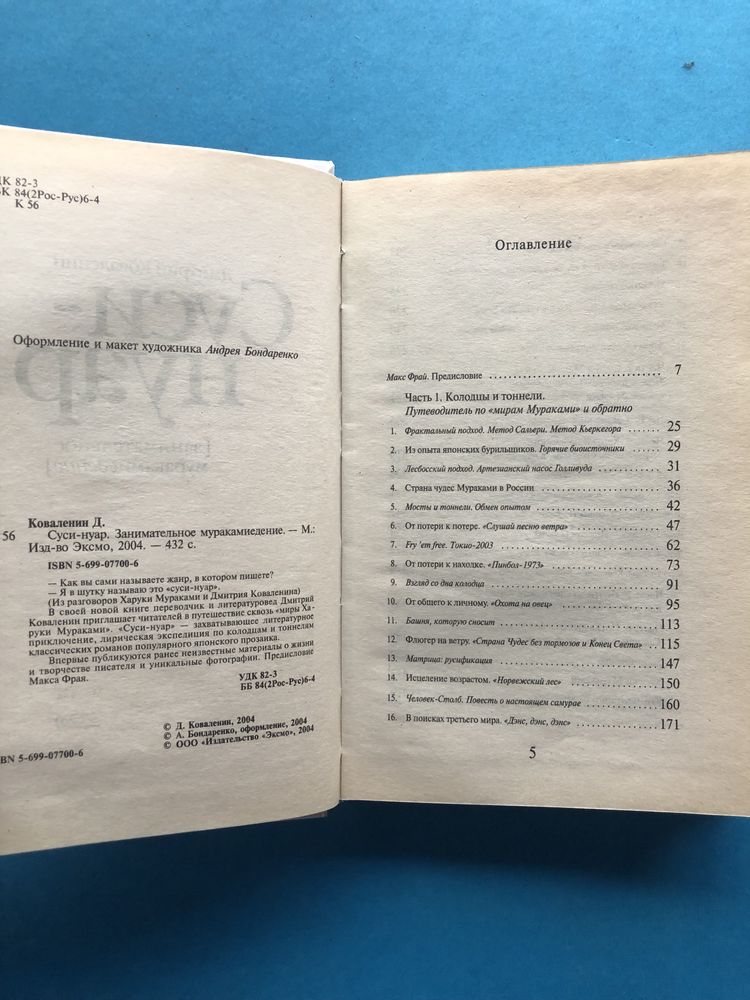 УДК 82-3
ББК 84(2Рос-Рус)6-4
К 56
Оформление и макет художника Андрея Бондаренко
Коваленин Д.
56 Суси-нуар. Занимательное муракамиедение. — М.:
Изд-во Эксмо, 2004. — 432 с.
ISBN 5-699-07700-6
— Как вы сами называете жанр, в котором пишете?
— Я в шутку называю это «суси-нуар».
(Из разговоров Харуки Мураками и Дмитрия Коваленина)
В своей новой книге переводчик и литературовед Дмитрий
Коваленин приглашает читателей в путешествие сквозь «миры Ха-
руки Мураками». «Суси-нуар» — захватывающее литературное
приключение, лирическая экспедиция по колодцам и тоннелям
классических романов популярного японского прозаика.
Впервые публикуются ранее неизвестные материалы о жизни
и творчестве писателя и уникальные фотографии. Предисловие
Макса Фрая.
УДК 82-3
ББ 84(2Рос-Рус)6-4
© Д. Коваленин, 2004
© А. Бондаренко, оформление, 2004
© ООО «Издательство «Эксмо», 2004
ISBN 5-699-07700-6
Оглавление
Макс Фрай. Предисловие 7
Часть 1. Колодцы и тоннели.
Путеводитель по «мирам Мураками» и обратно
1. Фрактальный подход. Метод Сальери. Метод Кьеркегора 25
2. Из опыта японских бурильщиков. Горячие биоисточники 29
3. Лесбосский подход. Артезианский насос Голливуда 31
4. Страна чудес Мураками в России 36
5. Мосты и тоннели. Обмен опытом 42
6. От потери к потере. «Слушай песню ветра» 47
7. Fry 'em free. Токио-2003 62
8. От потери к находке. «Пинбол-1973» 73
9. Взгляд со дна колодца 91
10. От общего к личному. «Охота на овец» 95
11. Башня, которую сносит 113
12. Флюгер на ветру. «Страна Чудес без тормозов и Конец Света» 115
13. Матрица: русификация 147
14. Исцеление возрастом. «Норвежский лес» 150
15. Человек-Столб. Повесть о настоящем самурае 160
16. В поисках третьего мира. «Дэнс, дэнс, дэнс» 171
5